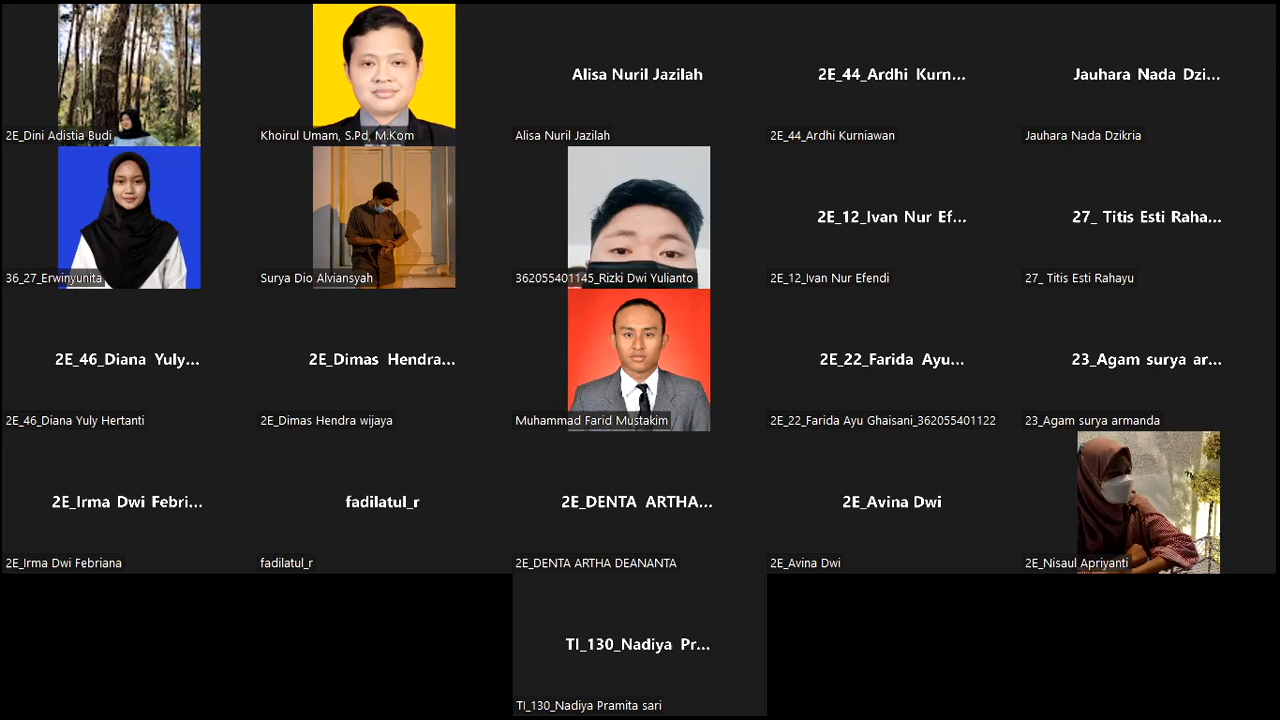 2E_Dini Adistia Budi
Khoirul Umam, S.Pd, M.Kom
Alisa Nuril Jazilah
Alisa Nuril Jazilah
2E_44_Ardhi Kurn...
2E_44_Ardhi Kurniawan
Jauhara Nada Dzi...
Jauhara Nada Dzikria
36_27_Erwinyunita
Surya Dio Alviansyah
362055401145_Rizki Dwi Yulianto
2E_12_Ivan Nur Ef...
2E_12_Ivan Nur Efendi
27_ Titis Esti Raha...
27_ Titis Esti Rahayu
2E_46_Diana Yuly...
2E_46_Diana Yuly Hertanti
2E_Dimas Hendra...
2E_Dimas Hendra wijaya
Muhammad Farid Mustakim
2E_22_Farida Ayu...
2E_22_Farida Ayu Ghaisani_362055401122
23_Agam surya ar...
23_Agam surya armanda
2E_Irma Dwi Febri...
2E_Irma Dwi Febriana
fadilatul_r
fadilatul_r
2E_DENTA ARTHA...
2E_DENTA ARTHA DEANANTA
2E_Avina Dwi
2E_Avina Dwi
2E_Nisaul Apriyanti
TI_130_Nadiya Pr...
TI_130_Nadiya Pramita sari